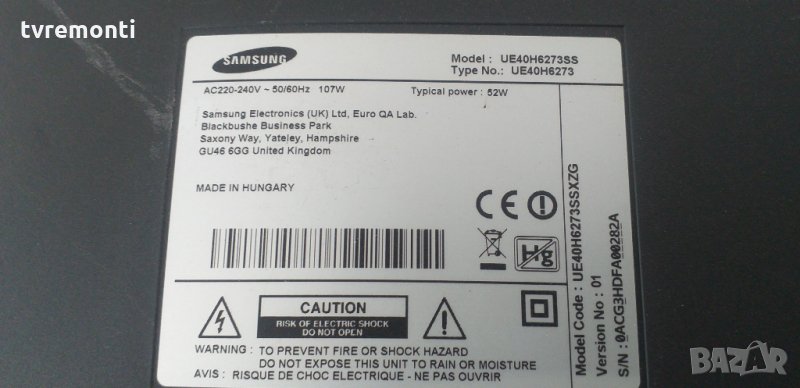 tvremonti
SAMSUNG
Model : UE40H6273SS
Type No.: UE40H6273
AC220-240V ~ 50/60Hz 107W
Typical power : 52W
Samsung Electronics (UK) Ltd, Euro QA Lab.
Blackbushe Business Park
Saxony Way, Yateley, Hampshire
GU46 6GG United Kingdom
MADE IN HUNGARY
CE
Hg
CAUTION
RISK OF ELECTRIC SHOCK
DO NOT OPEN
WARNING : TO PREVENT FIRE OR SHOCK HAZARD
DO NOT EXPOSE THIS UNIT TO RAIN OR MOISTURE
AVIS : RISQUE DE CHOC ELECTRIQUE - NE PAS OUVRIR
Model Code : UE40H6273SSXZG
Version No : 01
S/N : 0ACG3HDFA00282A
BAZAR